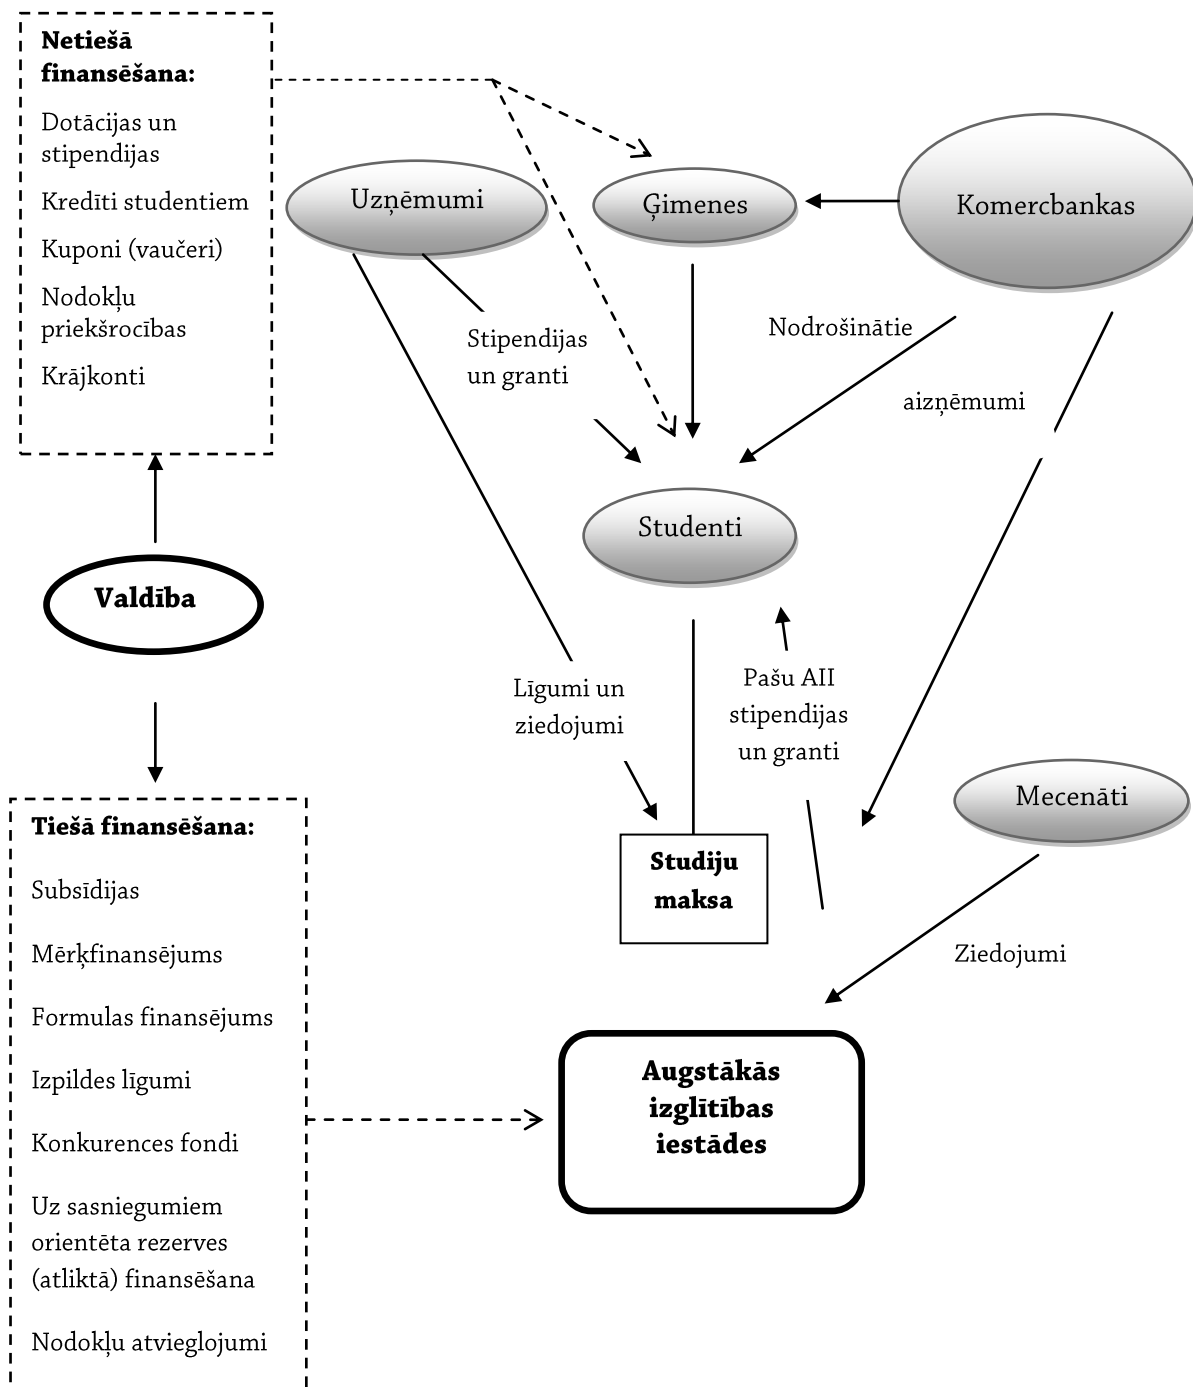 Netiešā
finansēšana:
Dotācijas un
stipendijas
Kredīti studentiem
Kuponi (vaučeri)
Nodokļu
priekšrocības
Krājkonti
Uzņēmumi
Ģimenes
Komercbankas
Stipendijas
un granti
Nodrošinātie
aizņēmumi
Studenti
Valdība
Līgumi un
ziedojumi
Pašu AII
stipendijas
un granti
Mecenāti
Studiju
maksa
Ziedojumi
Tiešā finansēšana:
Subsīdijas
Mērķfinansējums
Formulas finansējums
Izpildes līgumi
Konkurences fondi
Uz sasniegumiem
orientēta rezerves
(atliktā) finansēšana
Nodokļu atvieglojumi
Augstākās
izglītības
iestādes